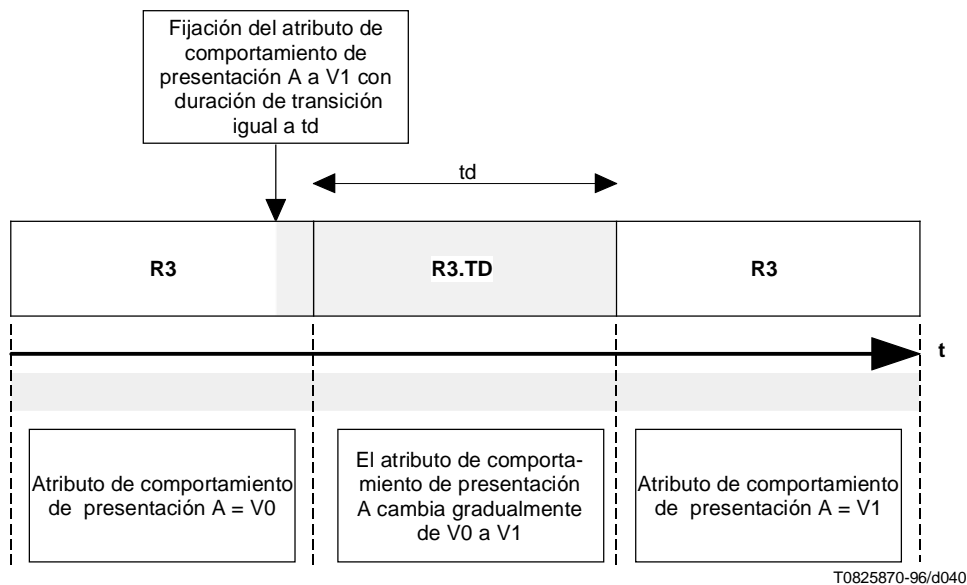 Fijación del atributo de
comportamiento de
presentación A a V1 con
duración de transición
igual a td
td
R3
R3.TD
R3
t
Atributo de comportamiento
de presentación A = V0
El atributo de comporta-
miento de presentación
A cambia gradualmente
de V0 a V1
Atributo de comportamiento
de presentación A = V1
T0825870-96/d040